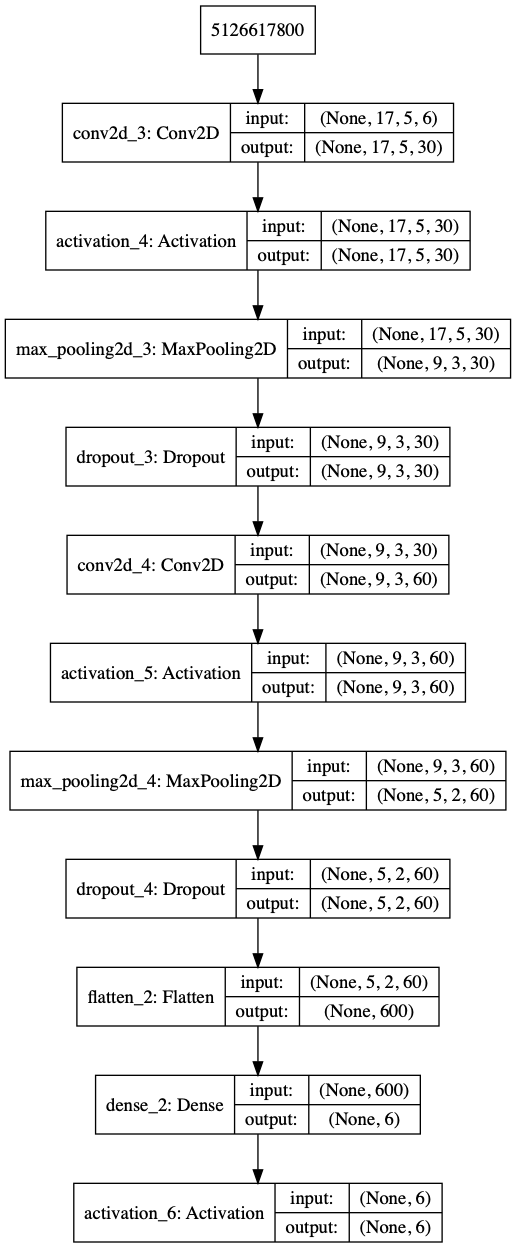 5126617800
conv2d_3: Conv2D
input: (None, 17, 5, 6)
output: (None, 17, 5, 30)
activation_4: Activation
input: (None, 17, 5, 30)
output: (None, 17, 5, 30)
max_pooling2d_3: MaxPooling2D
input: (None, 17, 5, 30)
output: (None, 9, 3, 30)
dropout_3: Dropout
input: (None, 9, 3, 30)
output: (None, 9, 3, 30)
conv2d_4: Conv2D
input: (None, 9, 3, 30)
output: (None, 9, 3, 60)
activation_5: Activation
input: (None, 9, 3, 60)
output: (None, 9, 3, 60)
max_pooling2d_4: MaxPooling2D
input: (None, 9, 3, 60)
output: (None, 5, 2, 60)
dropout_4: Dropout
input: (None, 5, 2, 60)
output: (None, 5, 2, 60)
flatten_2: Flatten
input: (None, 5, 2, 60)
output: (None, 600)
dense_2: Dense
input: (None, 600)
output: (None, 6)
activation_6: Activation
input: (None, 6)
output: (None, 6)